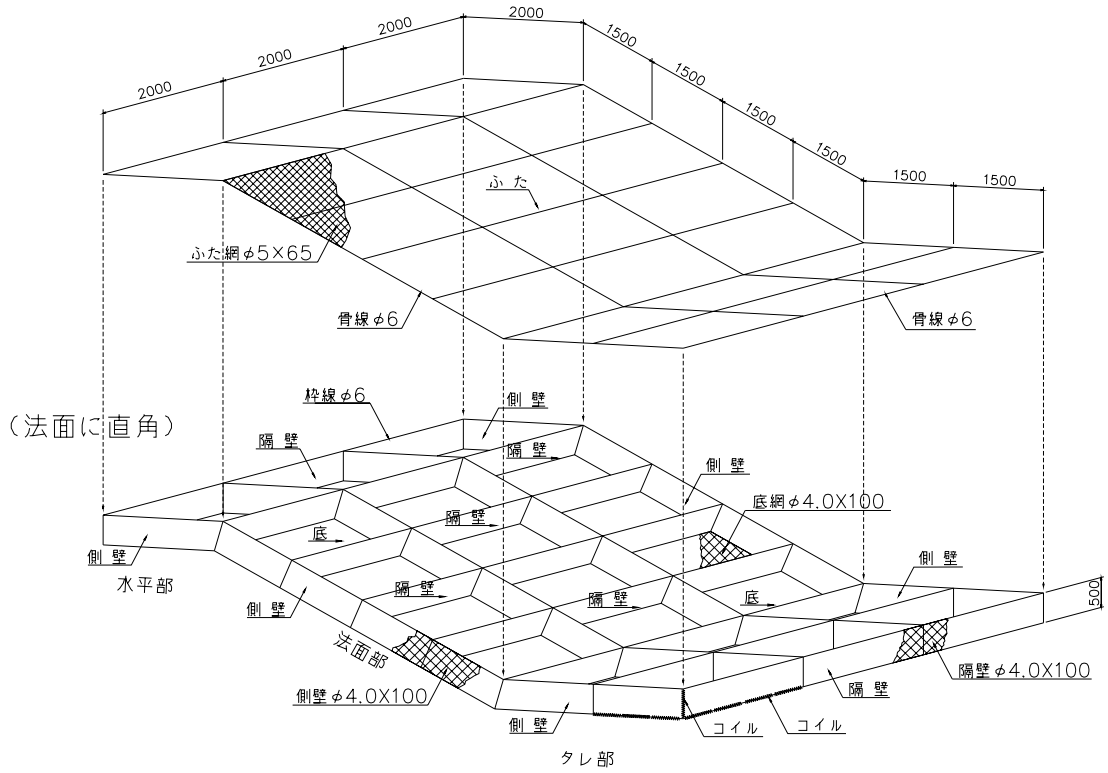 2000
2000
2000
2000
1500
1500
1500
1500
1500
1500
ふた
ふた網φ5×65
骨線φ6
骨線φ6
枠線φ6
側壁
(法面に直角)
隔壁
隔壁
側壁
底網φ4.0X100
隔壁
底
側壁
水平部
側壁
500
隔壁
隔壁
底
側壁
法面部
隔壁φ4.0X100
側壁φ4.0X100
隔壁
側壁
コイル
コイル
タレ部